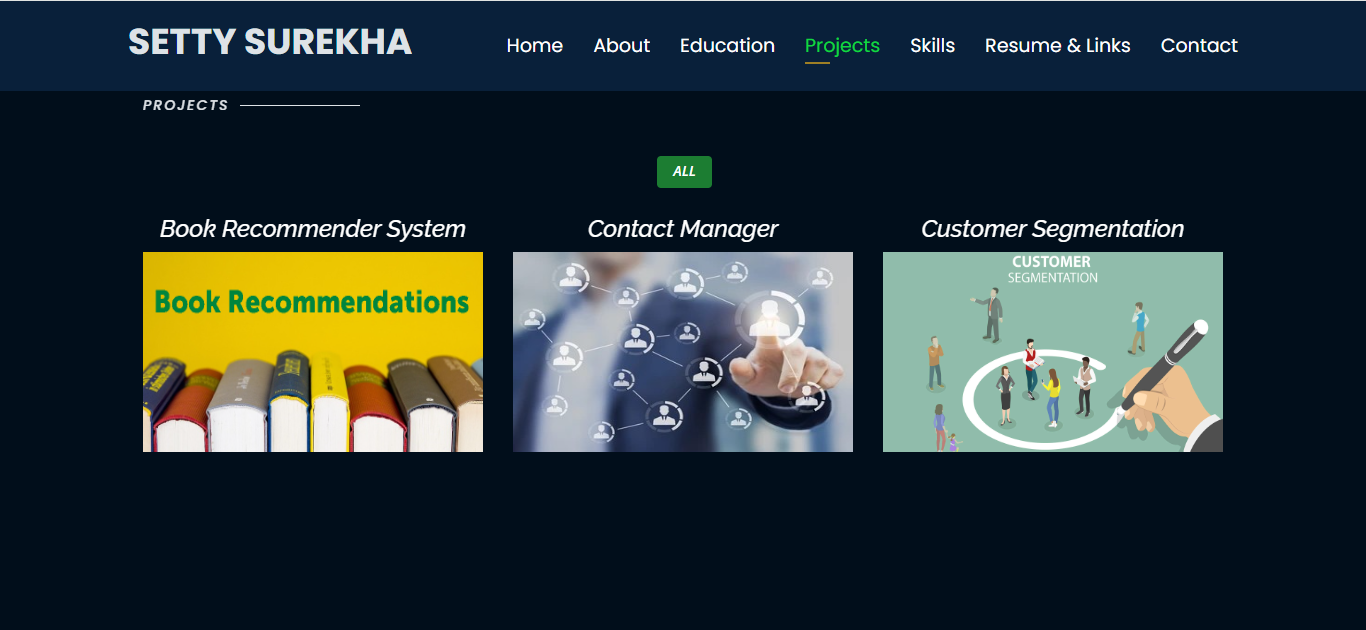 SETTY SUREKHA
Home About Education Projects Skills Resume & Links Contact
PROJECTS
ALL
Book Recommender System Contact Manager Customer Segmentation
Book Recommendations
CUSTOMER
SEGMENTATION